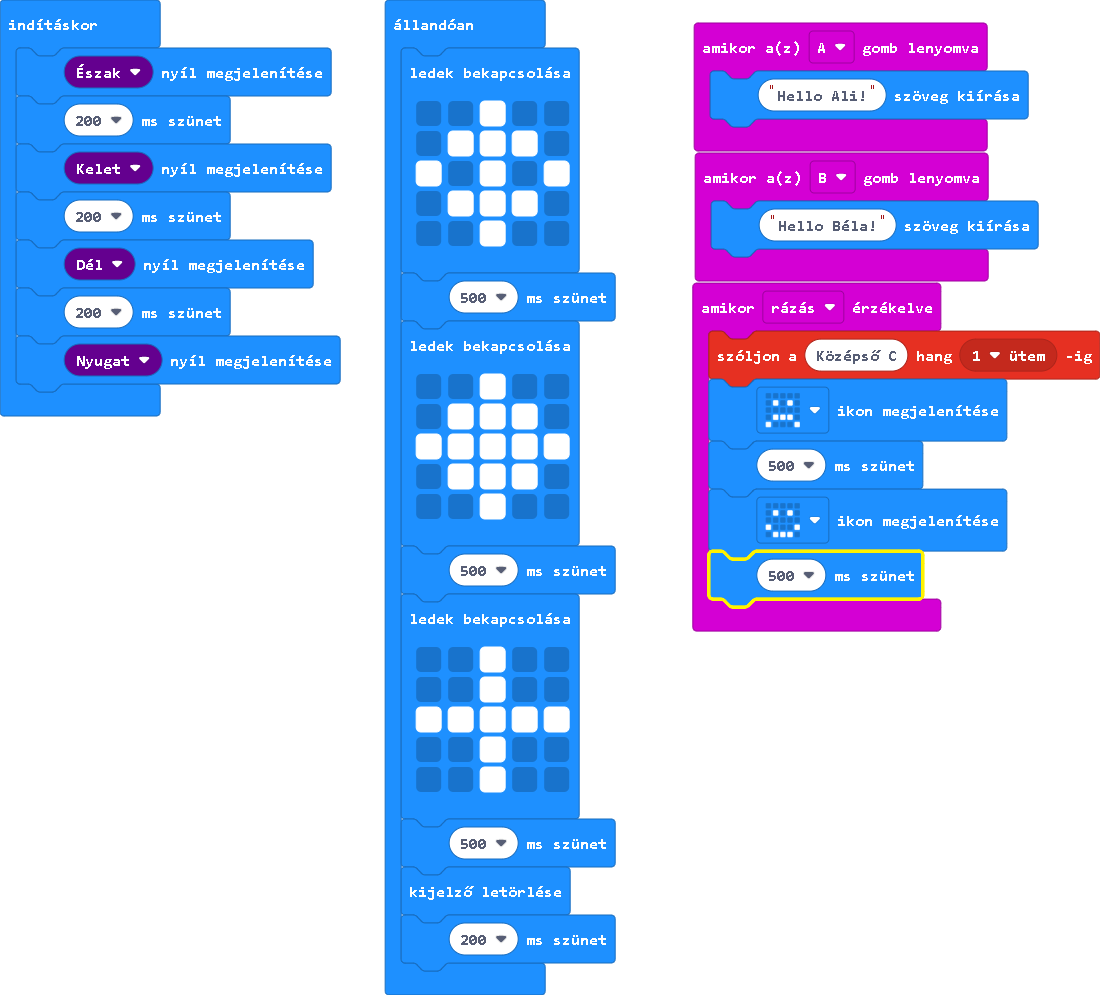 indításkor
Észak nyíl megjelenítése
200 ms szünet
Kelet nyíl megjelenítése
200 ms szünet
Dél nyíl megjelenítése
200 ms szünet
Nyugat nyíl megjelenítése
állandóan
ledek bekapcsolása
500 ms szünet
ledek bekapcsolása
500 ms szünet
ledek bekapcsolása
500 ms szünet
kijelző letörlése
200 ms szünet
amikor a(z) A gomb lenyomva
"Hello Ali!" szöveg kiírása
amikor a(z) B gomb lenyomva
"Hello Béla!" szöveg kiírása
amikor rázás érzékelve
szóljon a Középső C hang 1 ütem -ig
ikon megjelenítése
500 ms szünet
ikon megjelenítése
500 ms szünet